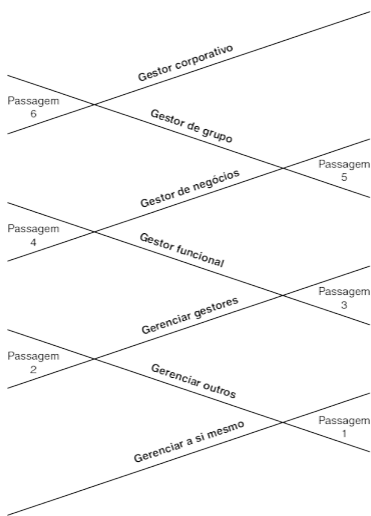 Gestor corporativo
Passagem
6
Gestor de grupo
Passagem
5
Gestor de negócios
Passagem
4
Gestor funcional
Passagem
3
Gerenciar gestores
Passagem
2
Gerenciar outros
Passagem
1
Gerenciar a si mesmo